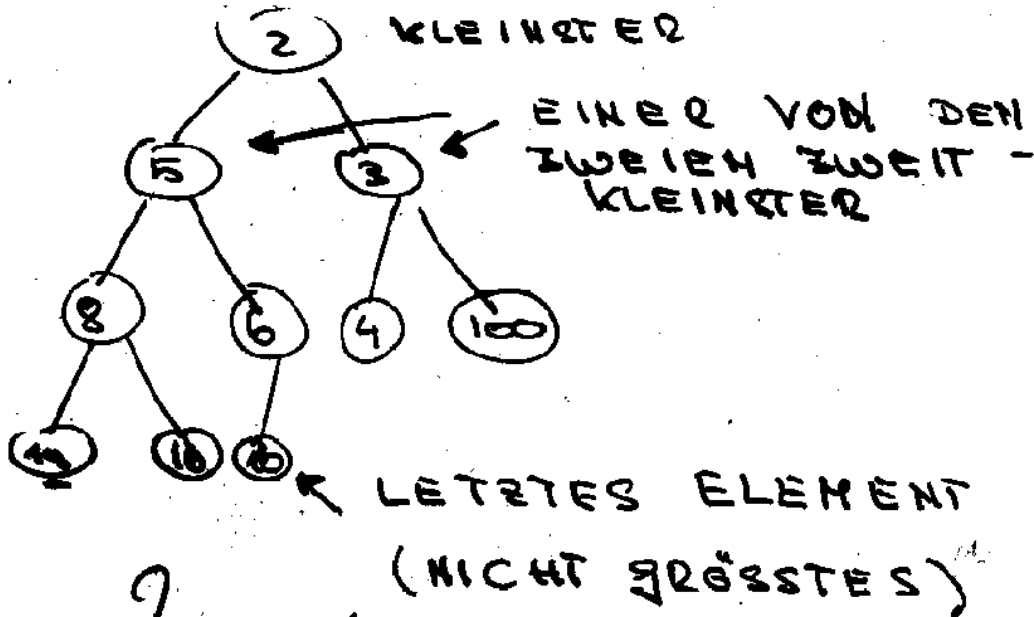 2 KLEINSTER
EINER VON DEN
5 3 ZWEIEN ZWEIT-
KLEINSTER
8 6 4 100
10
LETZTES ELEMENT
(NICHT GRÖSSTES)